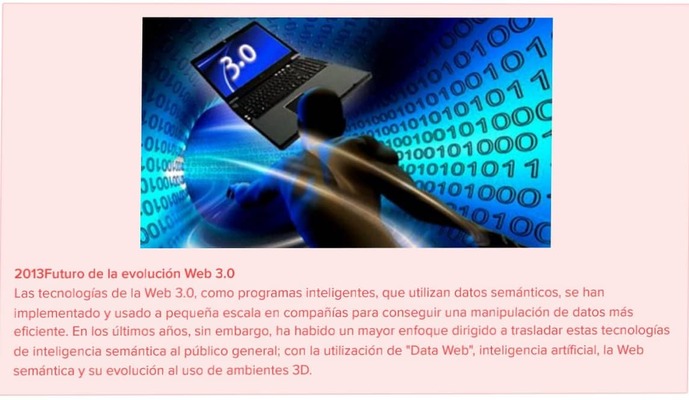 3.0
2013Futuro de la evolución Web 3.0
Las tecnologías de la Web 3.0, como programas inteligentes, que utilizan datos semánticos, se han
implementado y usado a pequeña escala en compañías para conseguir una manipulación de datos más
eficiente. En los últimos años, sin embargo, ha habido un mayor enfoque dirigido a trasladar estas tecnologías
de inteligencia semántica al público general; con la utilización de "Data Web", inteligencia artíficial, la Web
semántica y su evolución al uso de ambientes 3D.